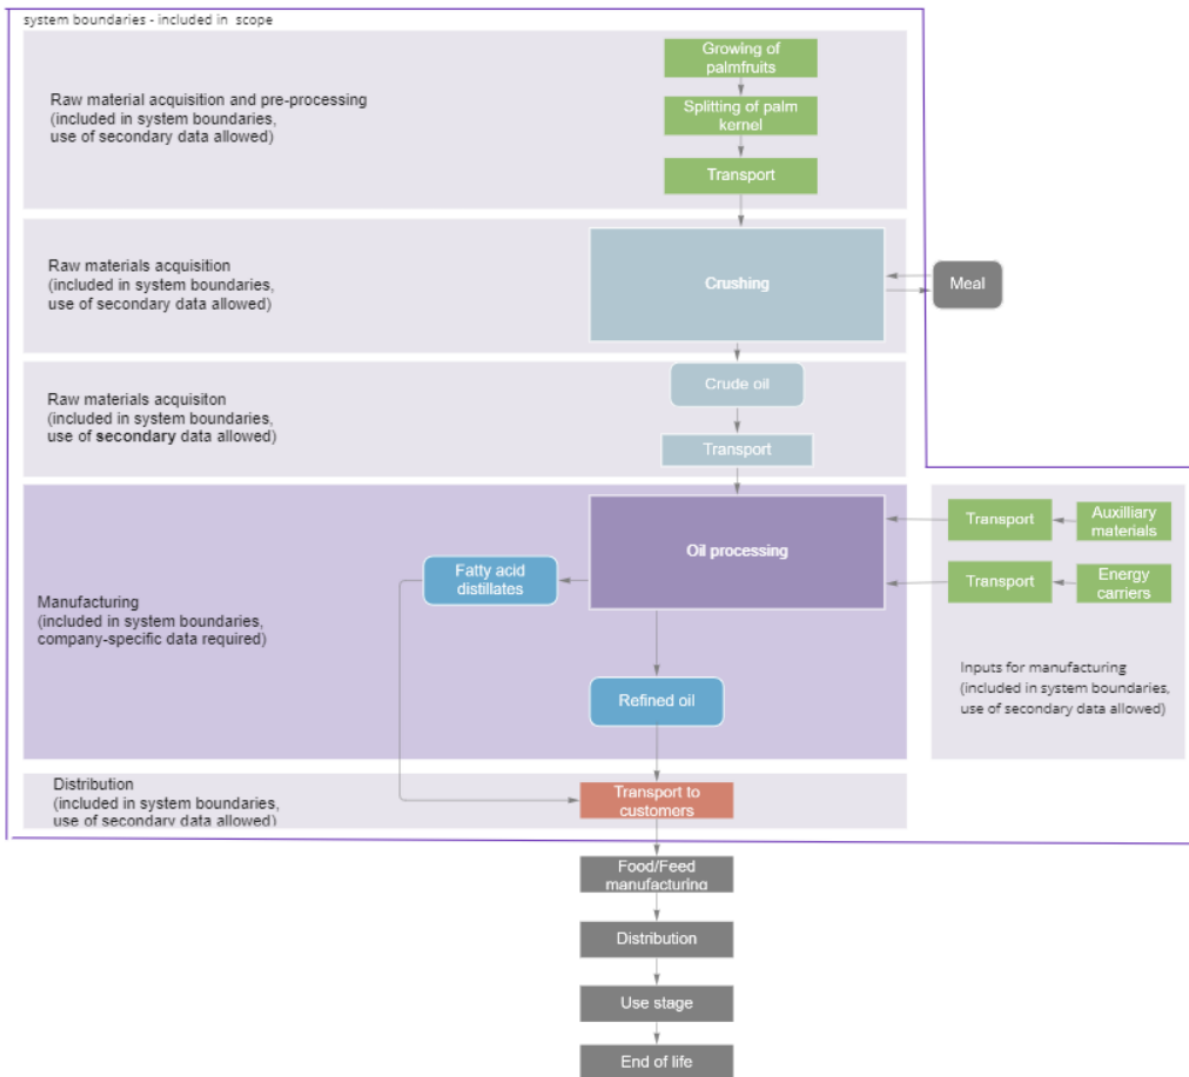 system boundaries - included in scope
Growing of
palmfruits
Raw material acquisition and pre-processing
(included in system boundaries,
use of secondary data allowed)
Splitting of palm
kernel
Transport
Raw materials acquisition
(included in system boundaries,
use of secondary data allowed)
Crushing
Meal
Raw materials acquisiton
(included in system boundaries,
use of secondary data allowed)
Crude oil
Transport
Manufacturing
(included in system boundaries,
company-specific data required)
Oil processing
Fatty acid
distillates
Refined oil
Transport
Auxilliary
materials
Transport
Energy
carriers
Inputs for manufacturing
(included in system boundaries,
use of secondary data allowed)
Distribution
(included in system boundaries,
use of secondary data allowed)
Transport to
customers
Food/Feed
manufacturing
Distribution
Use stage
End of life